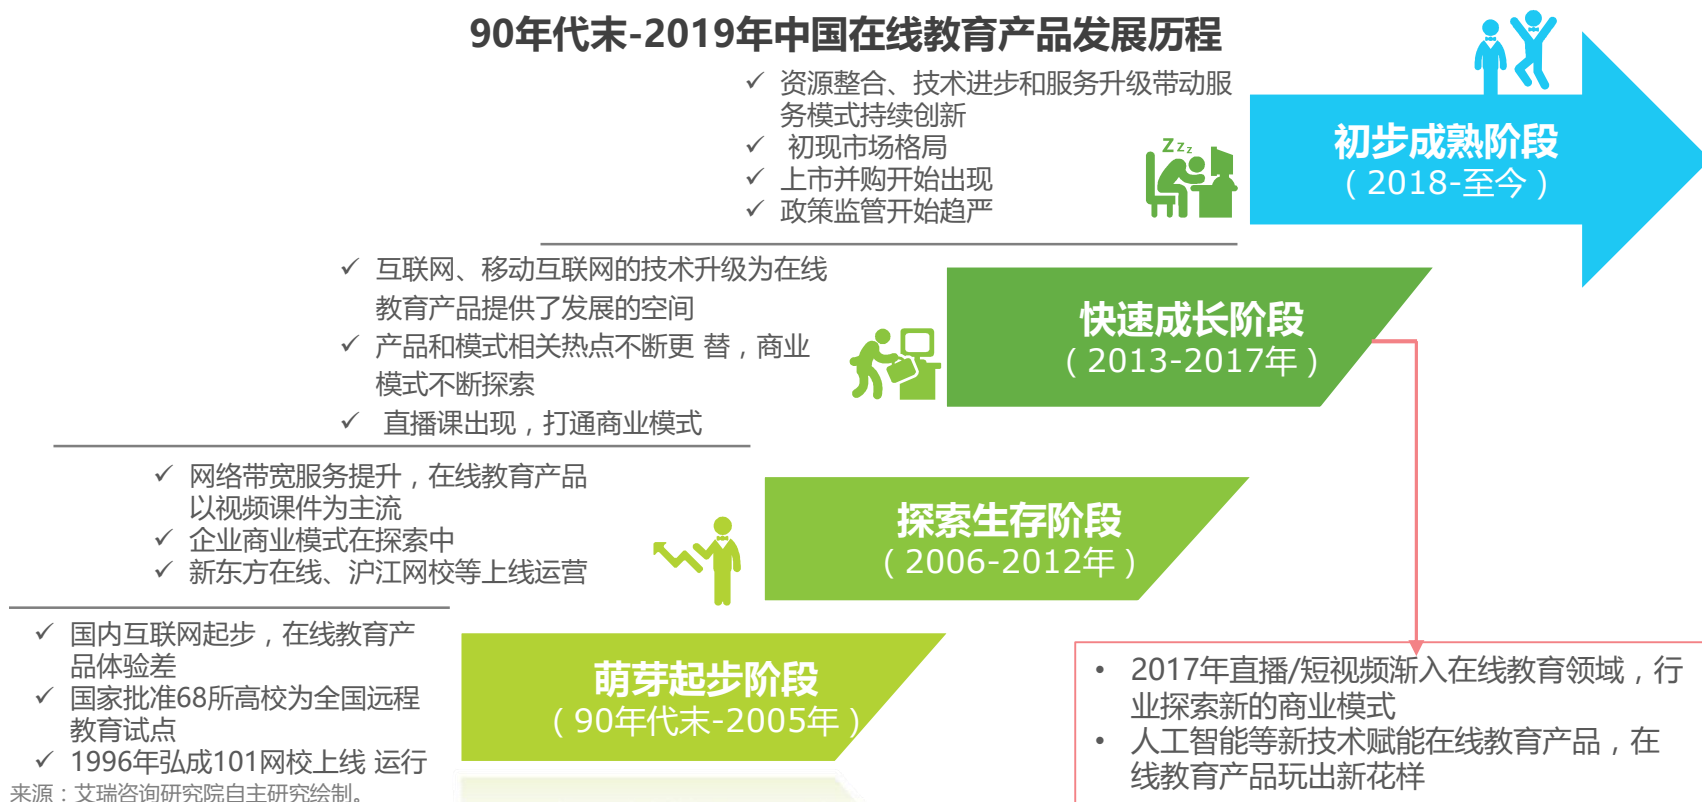 90年代末-2019年中国在线教育产品发展历程
✓ 资源整合、技术进步和服务升级带动服
务模式持续创新
✓ 初现市场格局
✓ 上市并购开始出现
✓ 政策监管开始趋严
zZz
初步成熟阶段
（2018-至今）
✓ 互联网、移动互联网的技术升级为在线
教育产品提供了发展的空间
✓ 产品和模式相关热点不断更 替，商业
模式不断探索
✓ 直播课出现，打通商业模式
快速成长阶段
（2013-2017年）
✓ 网络带宽服务提升，在线教育产品
以视频课件为主流
✓ 企业商业模式在探索中
✓ 新东方在线、沪江网校等上线运营
探索生存阶段
（2006-2012年）
✓ 国内互联网起步，在线教育产
品体验差
✓ 国家批准68所高校为全国远程
教育试点
✓ 1996年弘成101网校上线 运行
萌芽起步阶段
（90年代末-2005年）
• 2017年直播/短视频渐入在线教育领域，行
业探索新的商业模式
• 人工智能等新技术赋能在线教育产品，在
线教育产品玩出新花样
来源：艾瑞咨询研究院自主研究绘制。